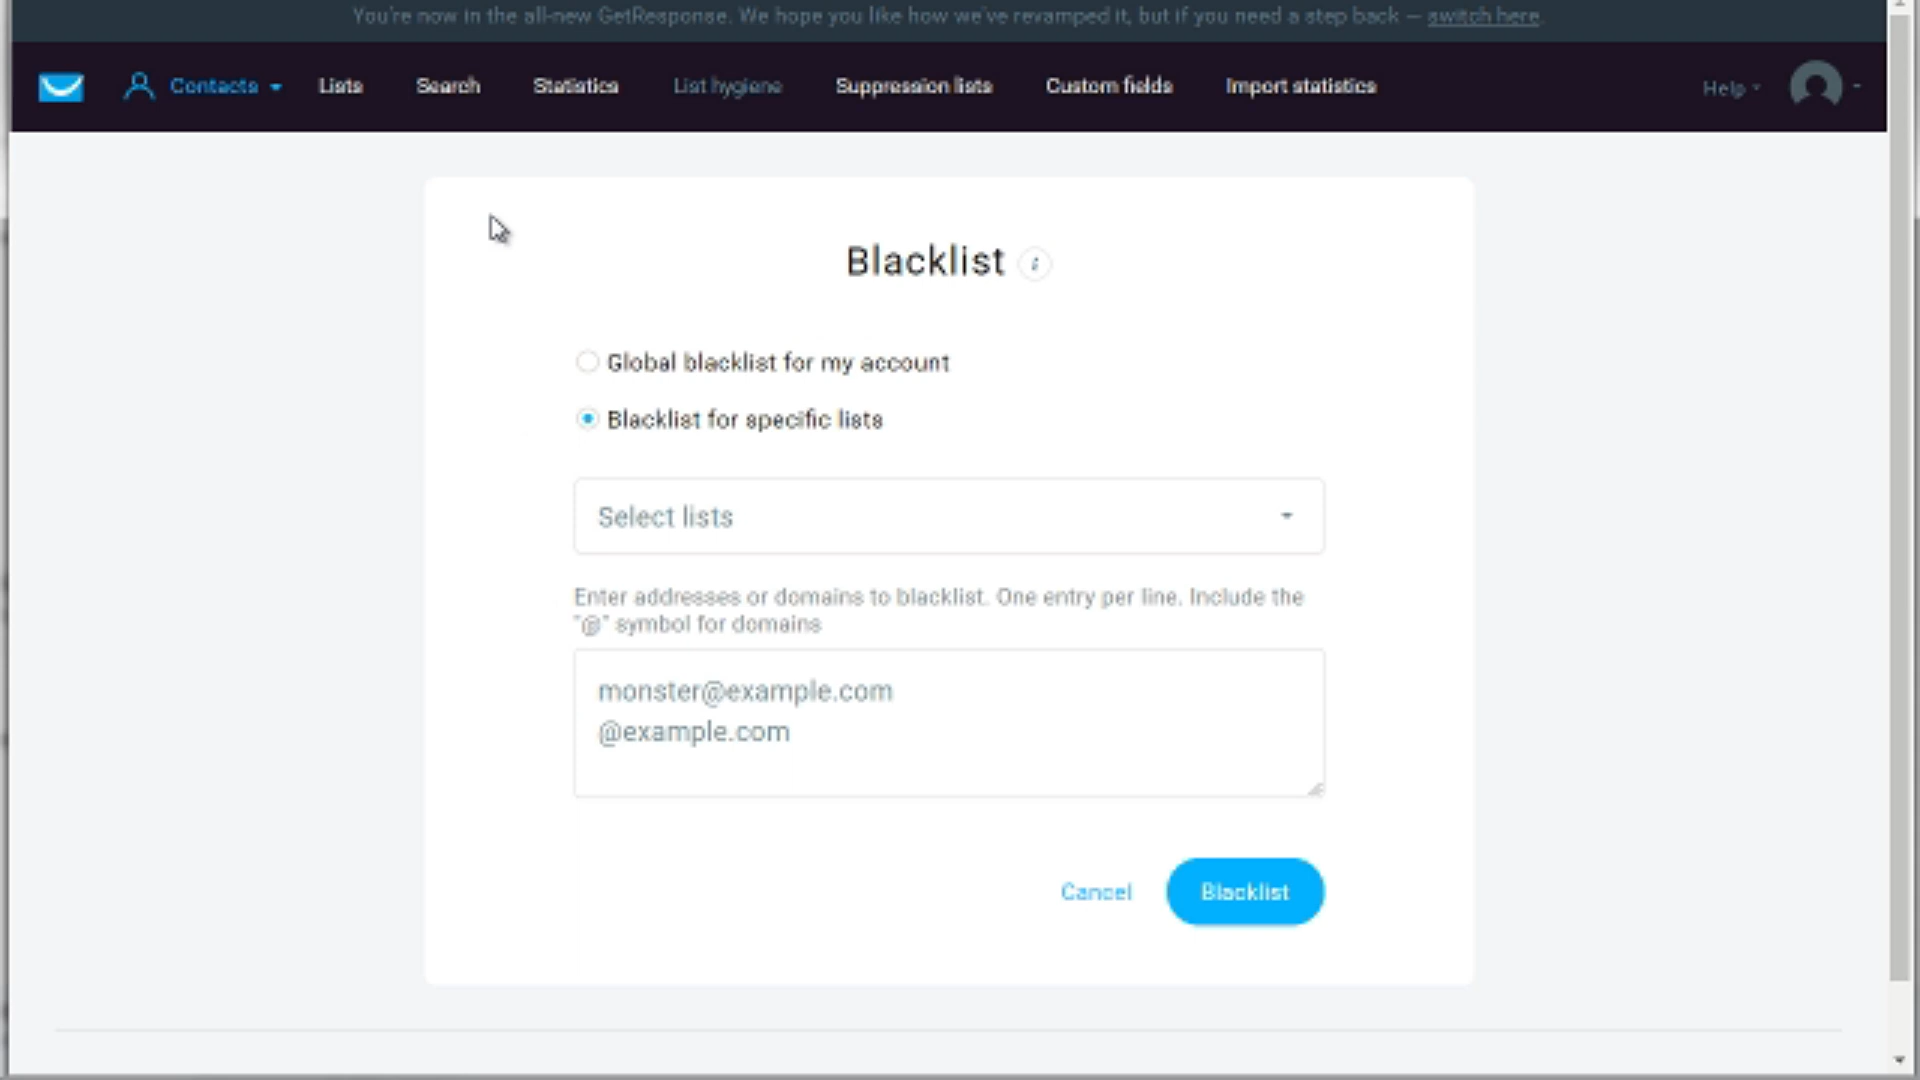 You're now in the all-new GetResponse. We hope you like how we've revamped it, but if you need a step back — switch here.
Contacts Lists Search Statistics List hygiene Suppression lists Custom fields Import statistics Help
Blacklist i
Global blacklist for my account
Blacklist for specific lists
Select lists
Enter addresses or domains to blacklist. One entry per line. Include the
"@" symbol for domains
monster@example.com
@example.com
Cancel Blacklist